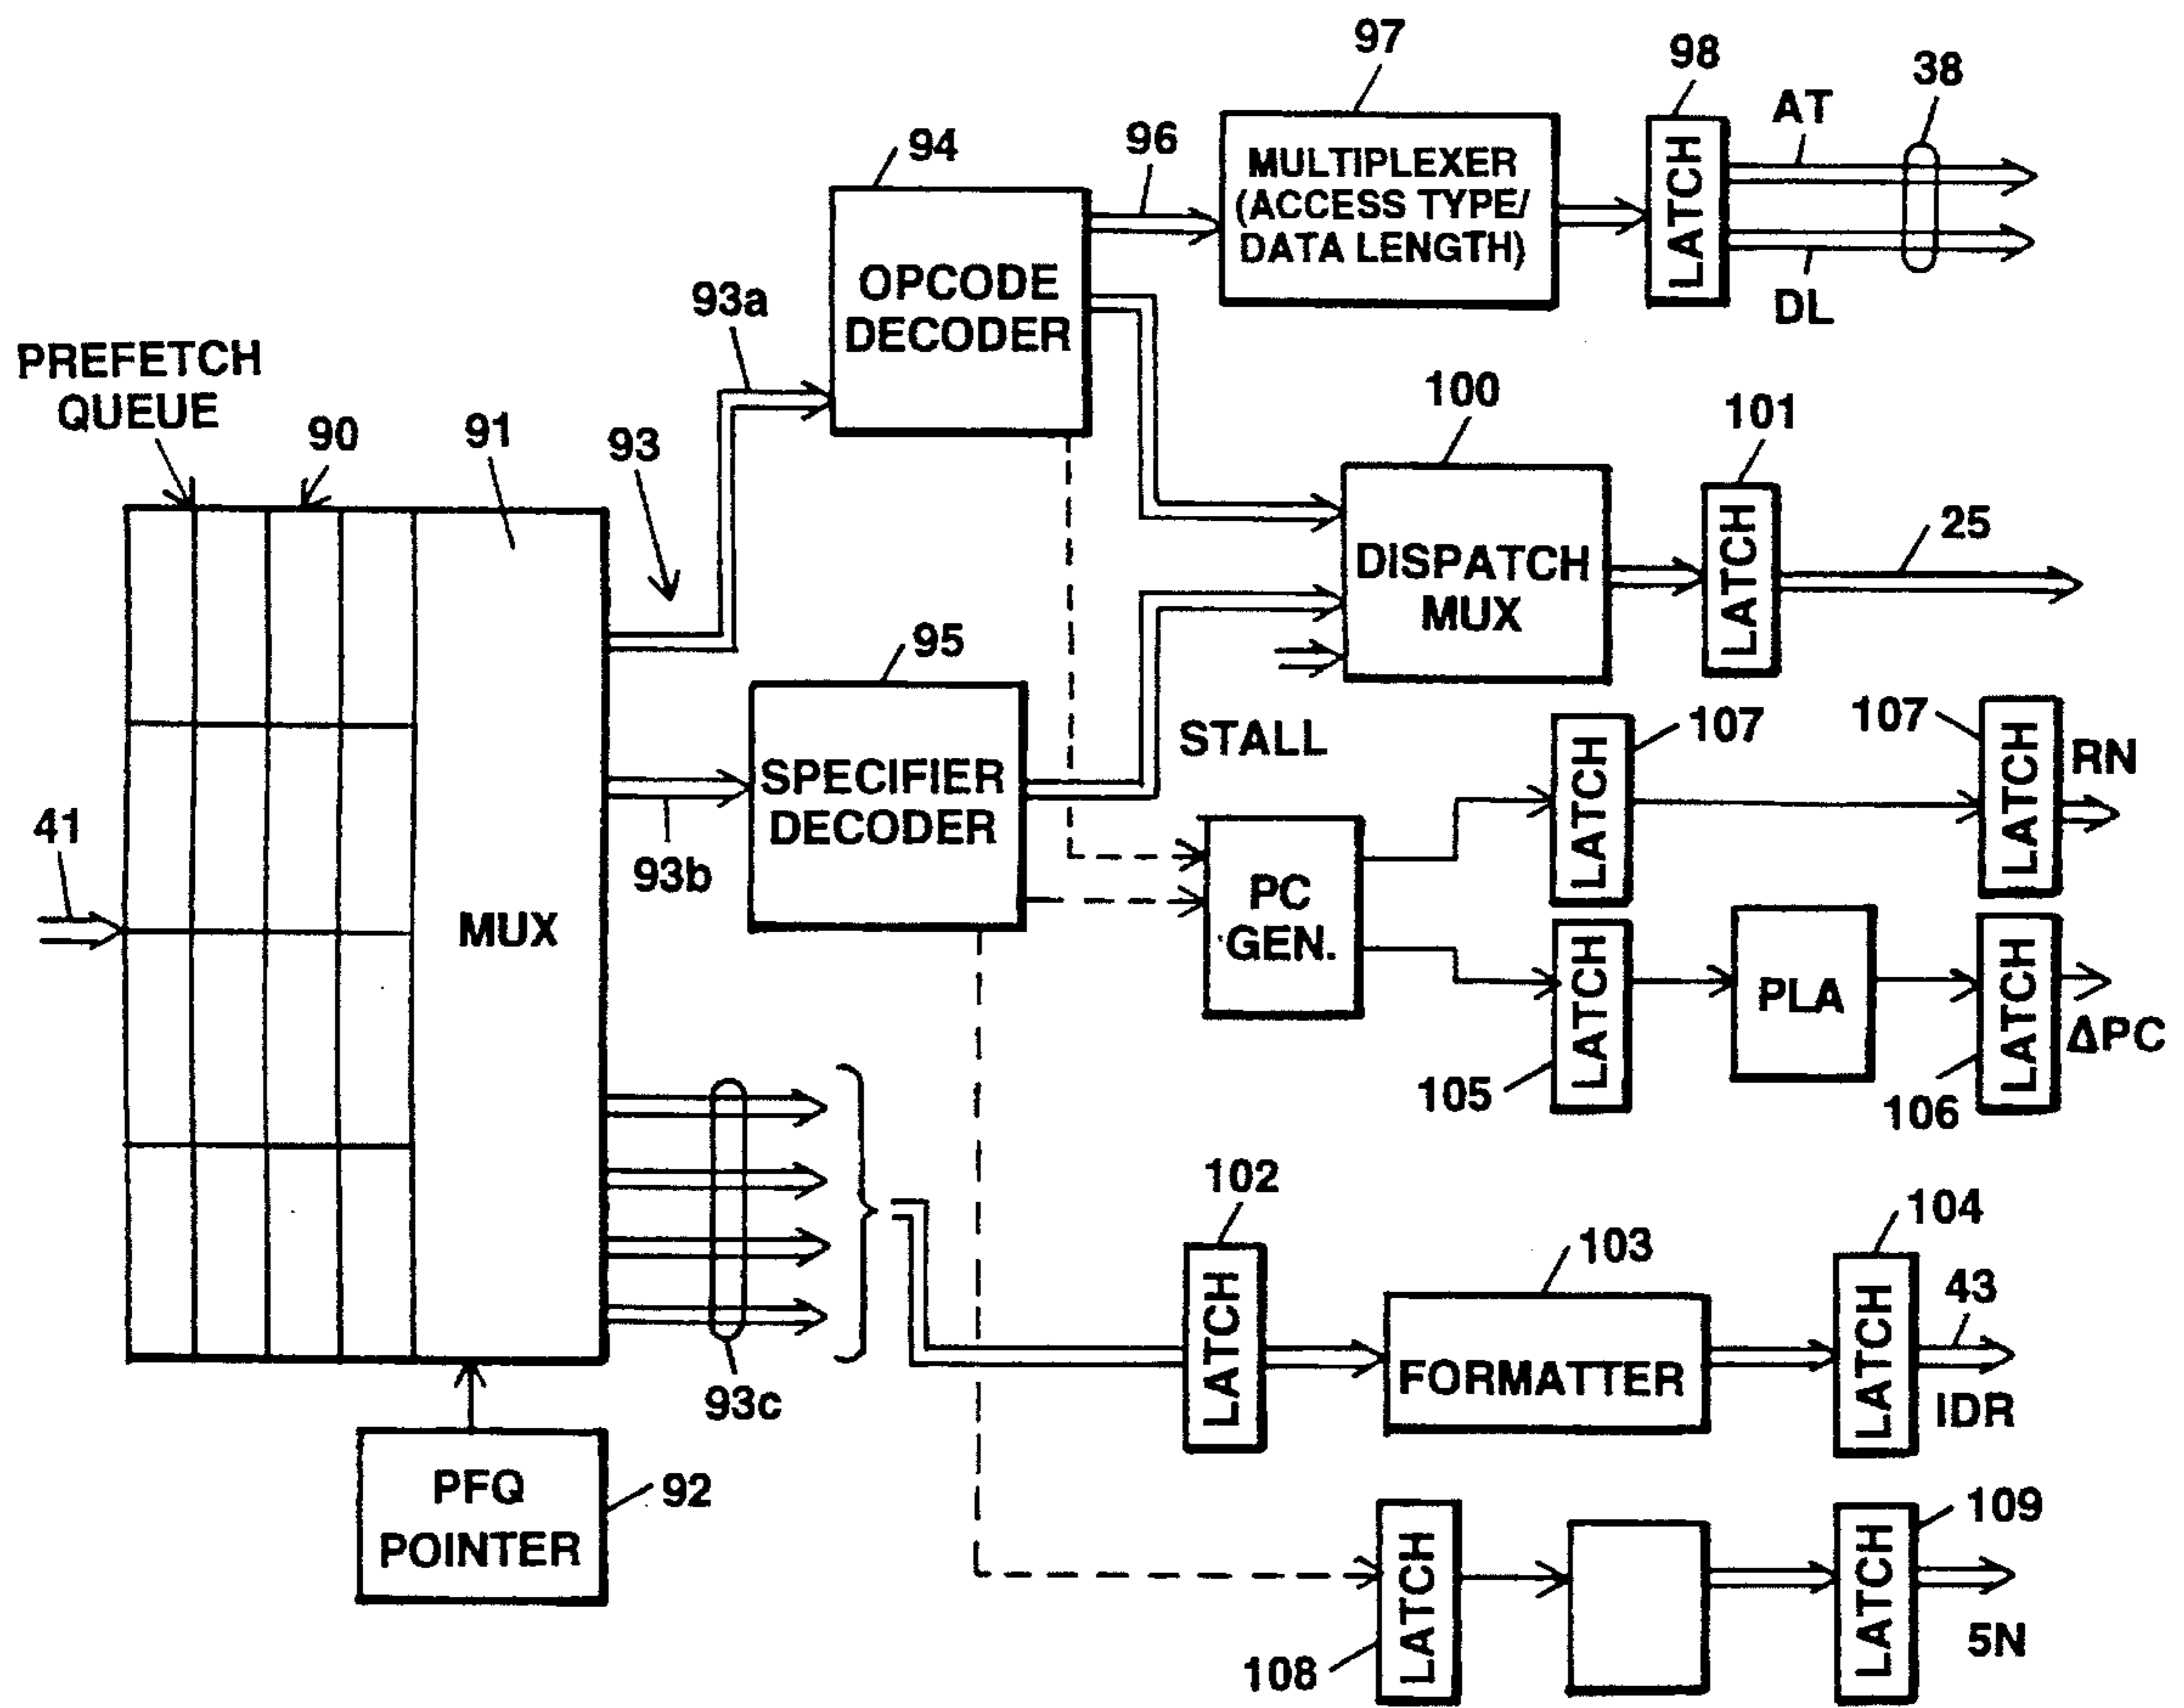 97
98
38
AT
94
96
MULTIPLEXER
(ACCESS TYPE/
DATA LENGTH)
LATCH
DL
OPCODE
DECODER
93a
PREFETCH
QUEUE
90
91
93
100
101
25
DISPATCH
MUX
LATCH
95
STALL
107
107
RN
SPECIFIER
DECODER
LATCH
LATCH
41
93b
MUX
PC
GEN.
LATCH
PLA
LATCH
ΔPC
105
106
102
104
103
43
93c
LATCH
FORMATTER
LATCH
IDR
PFQ
POINTER
92
109
LATCH
LATCH
5N
108